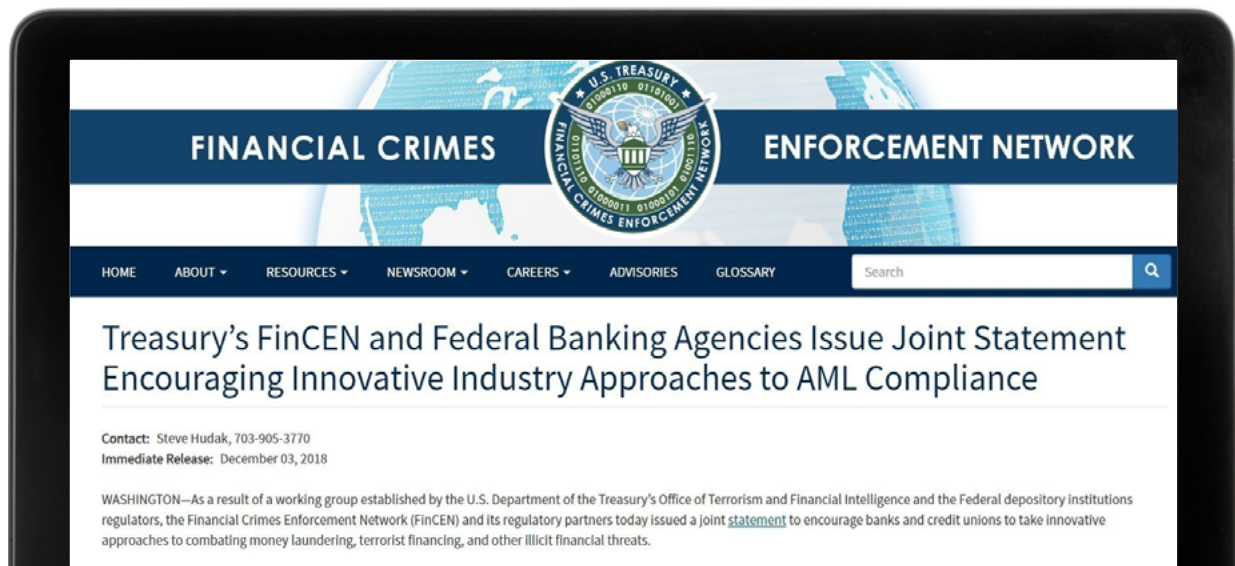 FINANCIAL CRIMES ENFORCEMENT NETWORK
U.S. TREASURY
FINANCIAL CRIMES ENFORCEMENT NETWORK
HOME ABOUT RESOURCES NEWSROOM CAREERS ADVISORIES GLOSSARY Search
Treasury's FinCEN and Federal Banking Agencies Issue Joint Statement
Encouraging Innovative Industry Approaches to AML Compliance
Contact: Steve Hudak, 703-905-3770
Immediate Release: December 03, 2018
WASHINGTON—As a result of a working group established by the U.S. Department of the Treasury's Office of Terrorism and Financial Intelligence and the Federal depository institutions
regulators, the Financial Crimes Enforcement Network (FinCEN) and its regulatory partners today issued a joint statement to encourage banks and credit unions to take innovative
approaches to combating money laundering, terrorist financing, and other illicit financial threats.